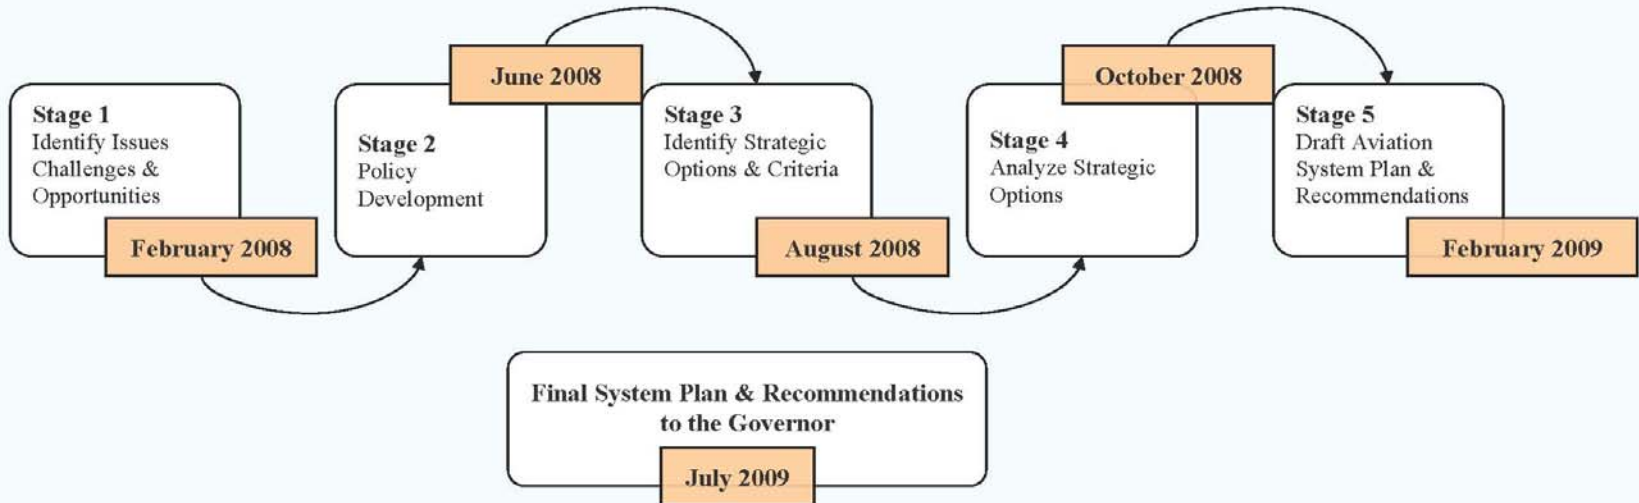 Stage 1
Identify Issues
Challenges &
Opportunities
February 2008
Stage 2
Policy
Development
June 2008
Stage 3
Identify Strategic
Options & Criteria
August 2008
Stage 4
Analyze Strategic
Options
October 2008
Stage 5
Draft Aviation
System Plan &
Recommendations
February 2009
Final System Plan & Recommendations
to the Governor
July 2009